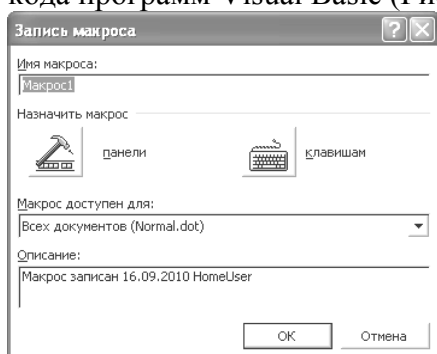 кода программ Visual Basic (Ри
Запись макроса
Имя макроса:
Макрос1
Назначить макрос
панели клавишам
Макрос доступен для:
Всех документов (Normal.dot)
Описание:
Макрос записан 16.09.2010 HomeUser
ОК Отмена